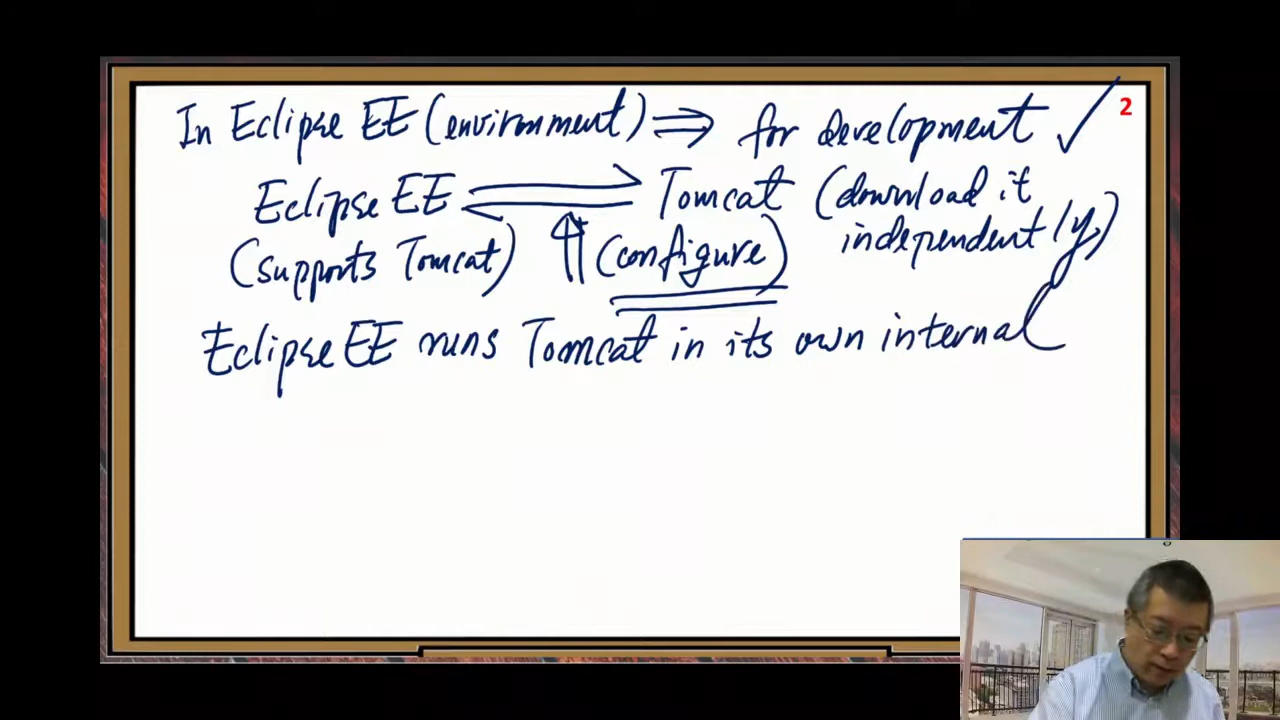 In Eclipse EE (environment) ⇒ for development ✓ 2
Eclipse EE ⇌ Tomcat (download it
(supports Tomcat) ⇑ (configure) independently)
Eclipse EE runs Tomcat in its own internal